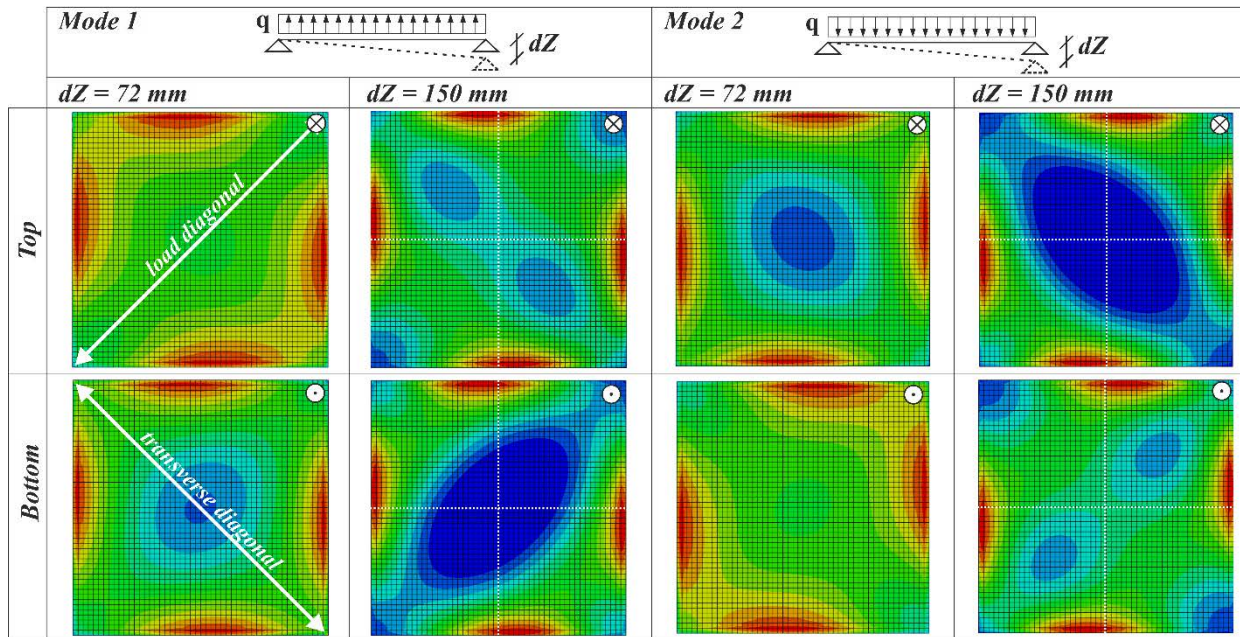 Mode 1
q
dZ
Mode 2
q
dZ
dZ = 72 mm
dZ = 150 mm
dZ = 72 mm
dZ = 150 mm
Top
load diagonal
Bottom
transverse diagonal